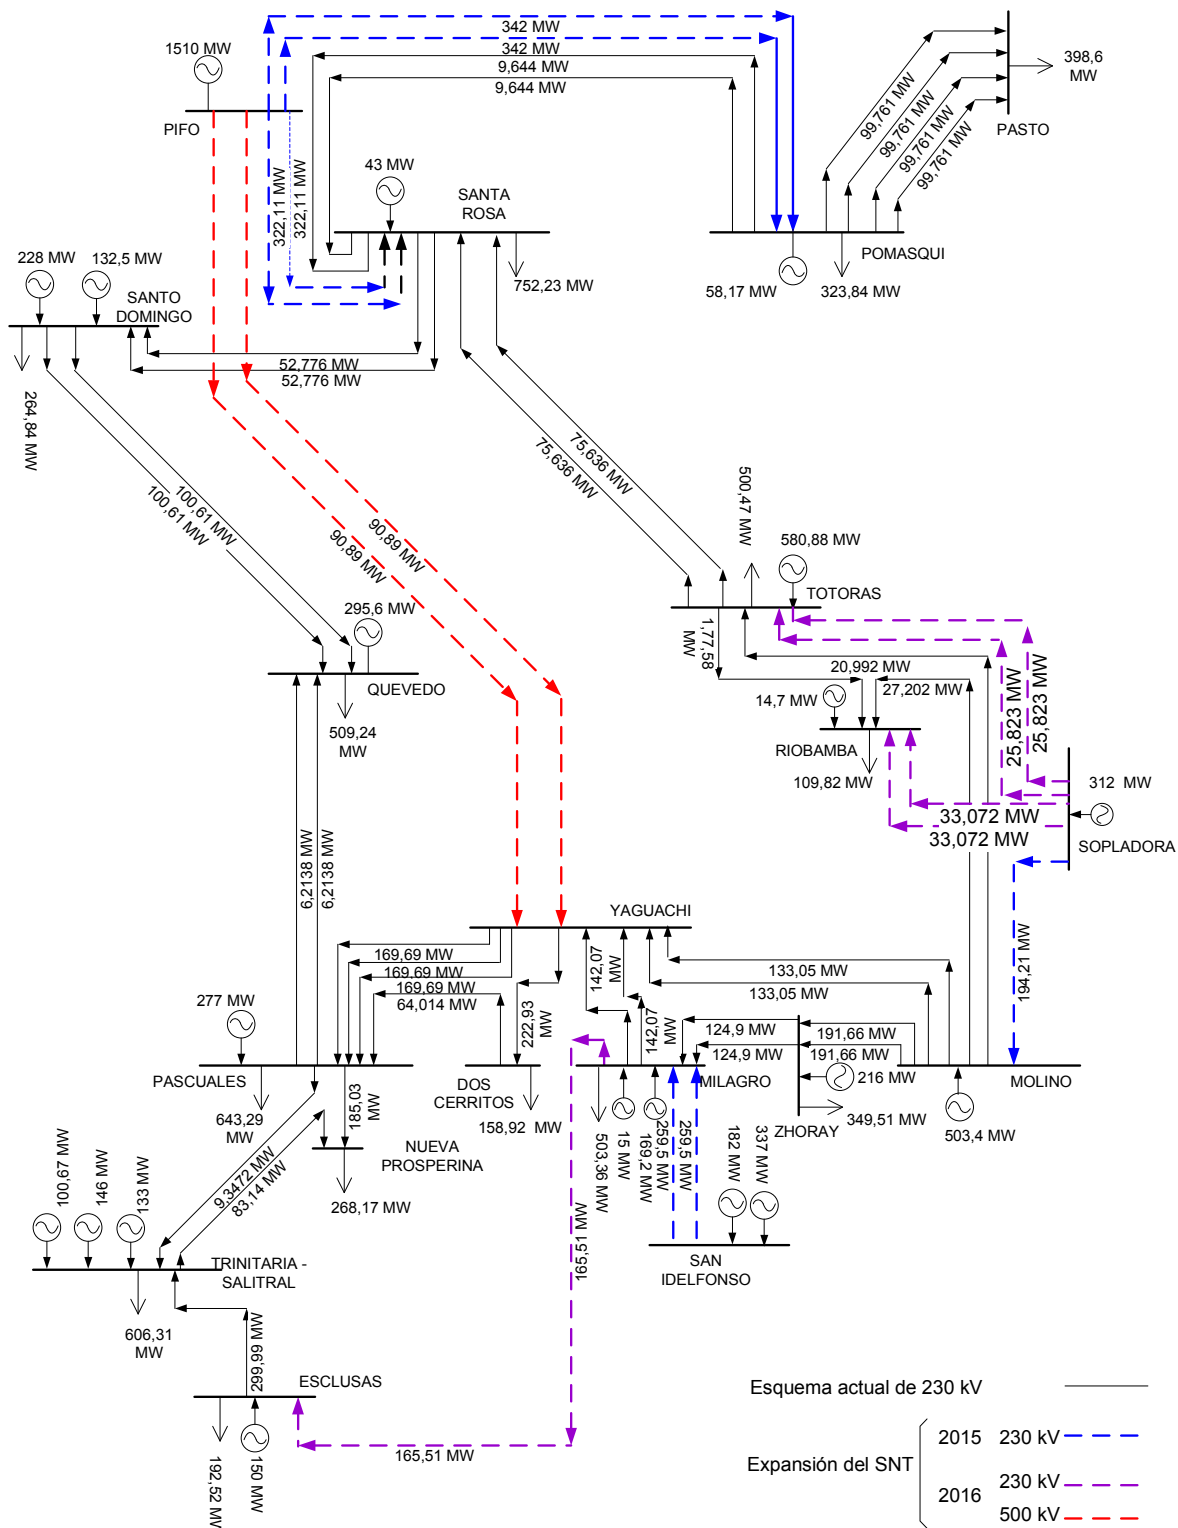 342 MW
342 MW
9,644 MW
9,644 MW
1510 MW
PIFO
398,6
MW
PASTO
99,761 MW
99,761 MW
99,761 MW
99,761 MW
322,11 MW
322,11 MW
43 MW
SANTA
ROSA
752,23 MW
POMASQUI
58,17 MW
323,84 MW
228 MW
132,5 MW
SANTO
DOMINGO
264,84 MW
52,776 MW
52,776 MW
100,61 MW
100,61 MW
90,89 MW
90,89 MW
75,636 MW
75,636 MW
500,47 MW
580,88 MW
TOTORAS
1,77,58
MW
295,6 MW
QUEVEDO
509,24
MW
20,992 MW
27,202 MW
14,7 MW
RIOBAMBA
109,82 MW
25,823 MW
25,823 MW
312 MW
33,072 MW
33,072 MW
SOPLADORA
194,21 MW
6,2138 MW
6,2138 MW
YAGUACHI
169,69 MW
169,69 MW
169,69 MW
64,014 MW
222,93 MW
142,07
MW
142,07 MW
133,05 MW
133,05 MW
277 MW
PASCUALES
643,29
MW
185,03
MW
DOS
CERRITOS
158,92 MW
MILAGRO
124,9 MW
124,9 MW
191,66 MW
191,66 MW
216 MW
ZHORAY
349,51 MW
MOLINO
503,4 MW
503,36 MW
15 MW
169,2 MW
259,5 MW
259,5 MW
182 MW
337 MW
SAN
IDELFONSO
NUEVA
PROSPERINA
268,17 MW
9,3472 MW
83,14 MW
100,67 MW
146 MW
133 MW
TRINITARIA -
SALITRAL
606,31
MW
165,51 MW
299,99 MW
ESCLUSAS
192,52 MW
150 MW
165,51 MW
Esquema actual de 230 kV
Expansión del SNT
2015 230 kV
2016 230 kV
500 kV